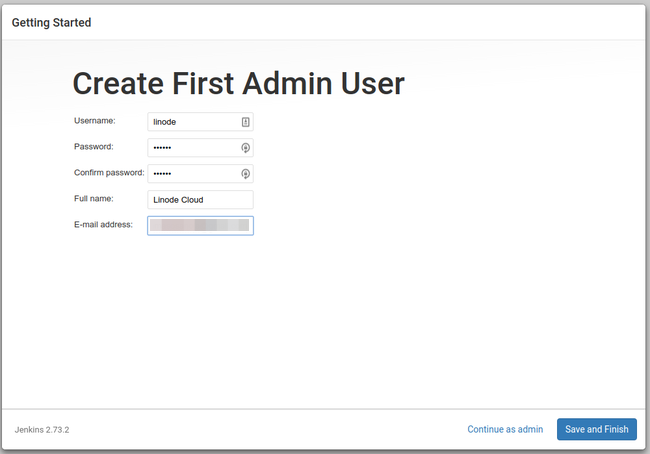 Getting Started
Create First Admin User
Username: linode
Password: ••••••
Confirm password: ••••••
Full name: Linode Cloud
E-mail address:
Jenkins 2.73.2 Continue as admin Save and Finish